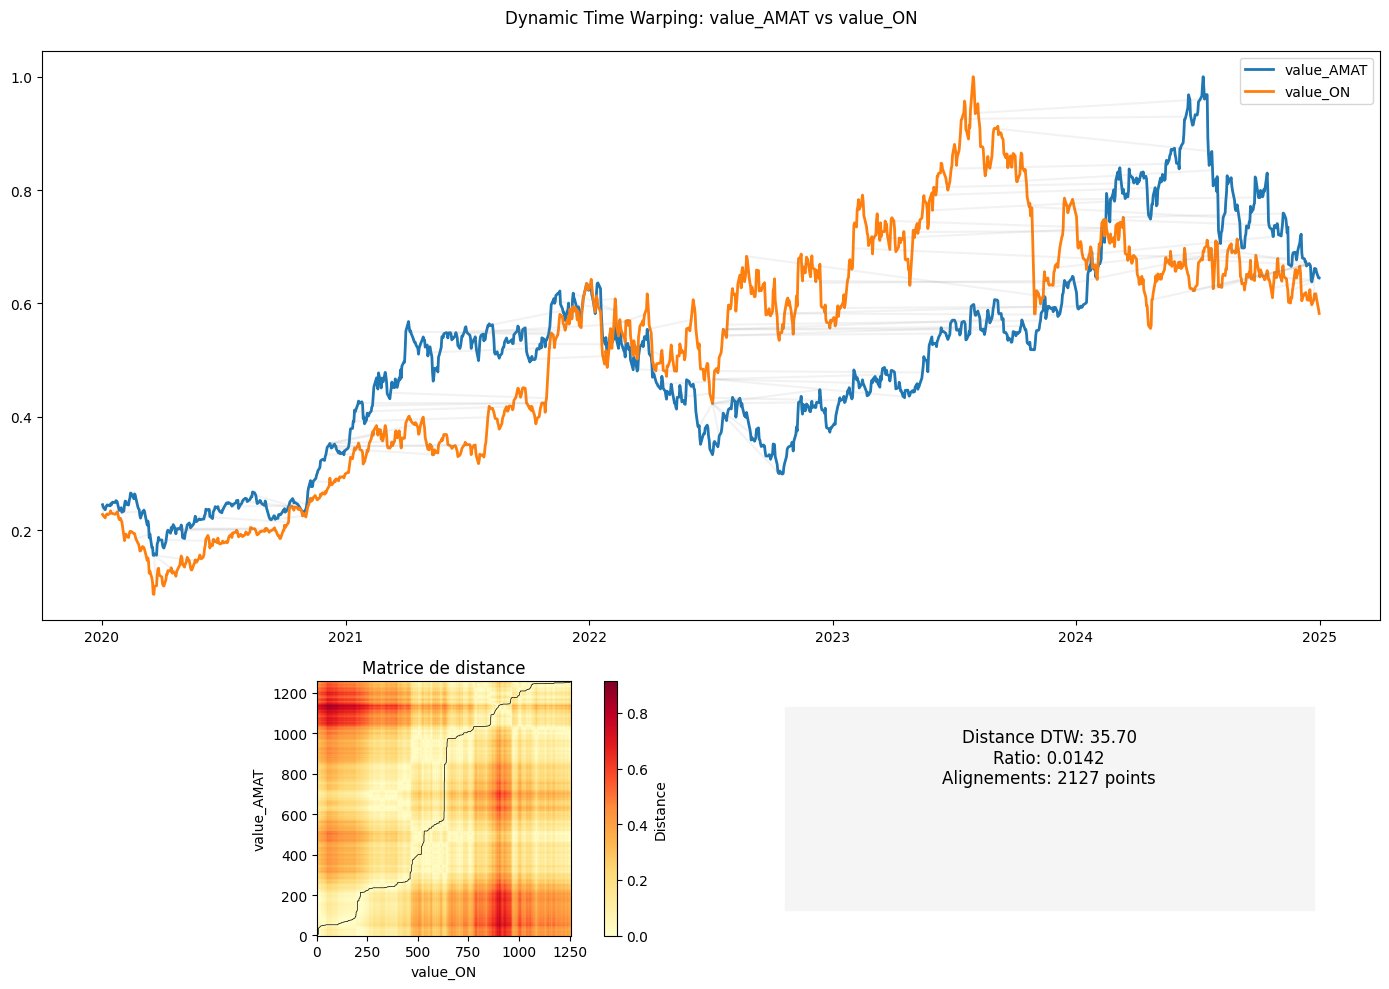 Dynamic Time Warping: value_AMAT vs value_ON
value_AMAT
value_ON
1.0
0.8
0.6
0.4
0.2
2020 2021 2022 2023 2024 2025
Matrice de distance
value_AMAT
1200
1000
800
600
400
200
0
0 250 500 750 1000 1250
value_ON
0.8
0.6
0.4
0.2
0.0
Distance
Distance DTW: 35.70
Ratio: 0.0142
Alignements: 2127 points